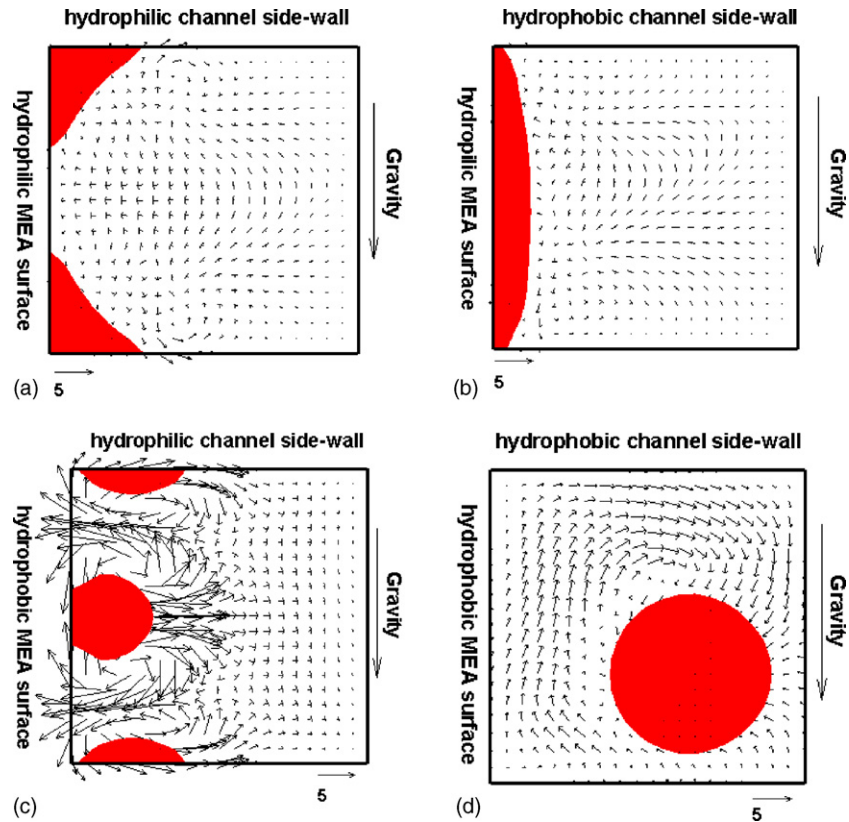 hydrophilic channel side-wall
hydrophilic MEA surface
Gravity
(a)
5
hydrophobic channel side-wall
hydropilic MEA surface
Gravity
(b)
5
hydrophilic channel side-wall
hydrophobic MEA surface
Gravity
(c)
5
hydrophobic channel side-wall
hydrophobic MEA surface
Gravity
(d)
5